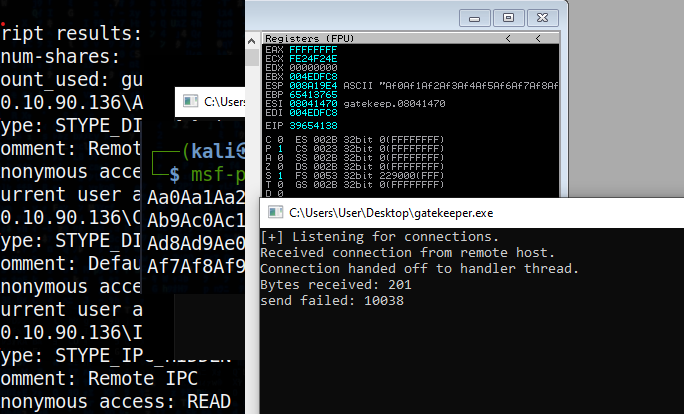 ript results:
num-shares:
ount_used: gu
0.10.90.136\A
ype: STYPE_DI
omment: Remot
nonymous acce
urrent user a
0.10.90.136\C
ype: STYPE_DI
omment: Defau
nonymous acce
urrent user a
0.10.90.136\I
ype: STYPE_IPC_HIDDEN
omment: Remote IPC
nonymous access: READ
C:\Users
(kali
$ msf-p
Aa0Aa1Aa2
Ab9Ac0Ac1
Ad8Ad9Ae0
Af7Af8Af9
Registers (FPU) < <
EAX FFFFFFFF
ECX FE24F24E
EDX 00000000
EBX 004EDFC8
ESP 008A19E4 ASCII "Af0Af1Af2Af3Af4Af5Af6Af7Af8Af
EBP 65413765
ESI 08041470 gatekeep.08041470
EDI 004EDFC8
EIP 39654138
C 0 ES 002B 32bit 0(FFFFFFFF)
P 1 CS 0023 32bit 0(FFFFFFFF)
A 0 SS 002B 32bit 0(FFFFFFFF)
Z 0 DS 002B 32bit 0(FFFFFFFF)
S 1 FS 0053 32bit 229000(FFF)
T 0 GS 002B 32bit 0(FFFFFFFF)
D 0
C:\Users\User\Desktop\gatekeeper.exe
[+] Listening for connections.
Received connection from remote host.
Connection handed off to handler thread.
Bytes received: 201
send failed: 10038